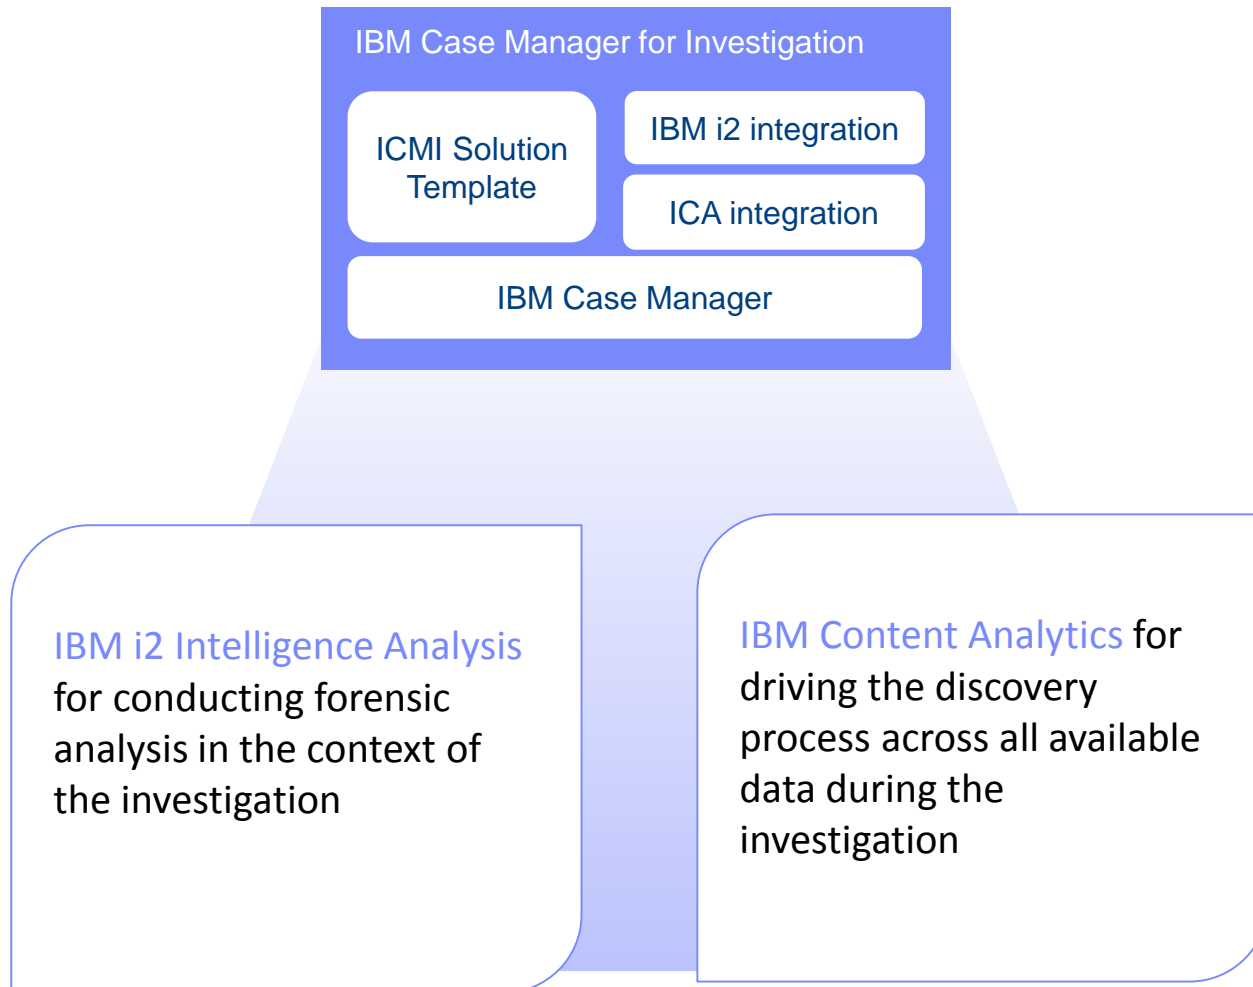 IBM Case Manager for Investigation
ICMI Solution
Template
IBM i2 integration
ICA integration
IBM Case Manager
IBM i2 Intelligence Analysis
for conducting forensic
analysis in the context of
the investigation
IBM Content Analytics for
driving the discovery
process across all available
data during the
investigation